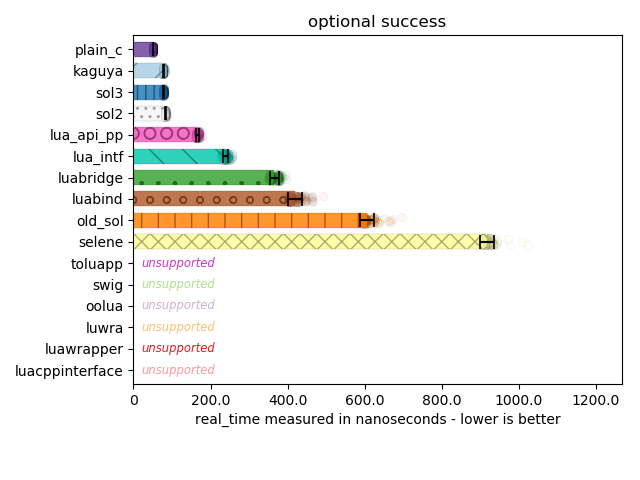 optional success
plain_c
kaguya
sol3
sol2
lua_api_pp
lua_intf
luabridge
luabind
old_sol
selene
toluapp unsupported
swig unsupported
oolua unsupported
luwra unsupported
luawrapper unsupported
luacppinterface unsupported
0 200.0 400.0 600.0 800.0 1000.0 1200.0
real_time measured in nanoseconds - lower is better